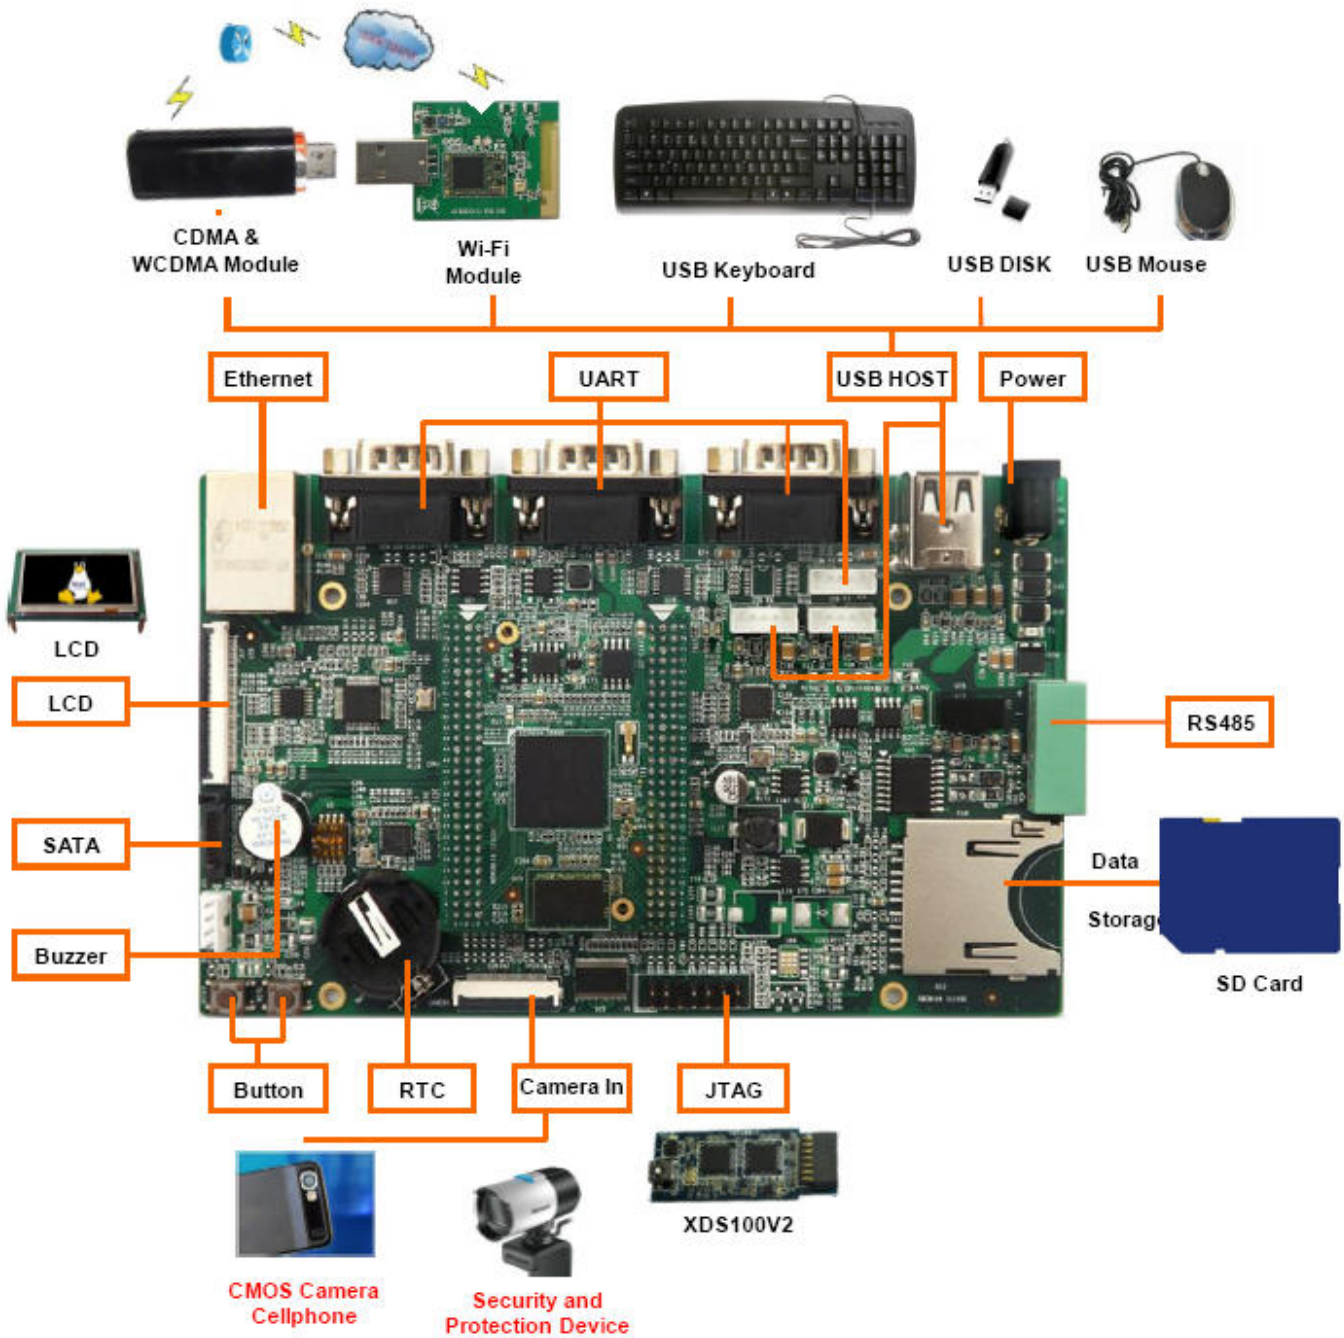 CDMA &
WCDMA Module
Wi-Fi
Module
USB Keyboard
USB DISK
USB Mouse
Ethernet
UART
USB HOST
Power
LCD
LCD
RS485
SATA
Data
Storage
Buzzer
SD Card
Button
RTC
Camera In
JTAG
XDS100V2
CMOS Camera
Cellphone
Security and
Protection Device